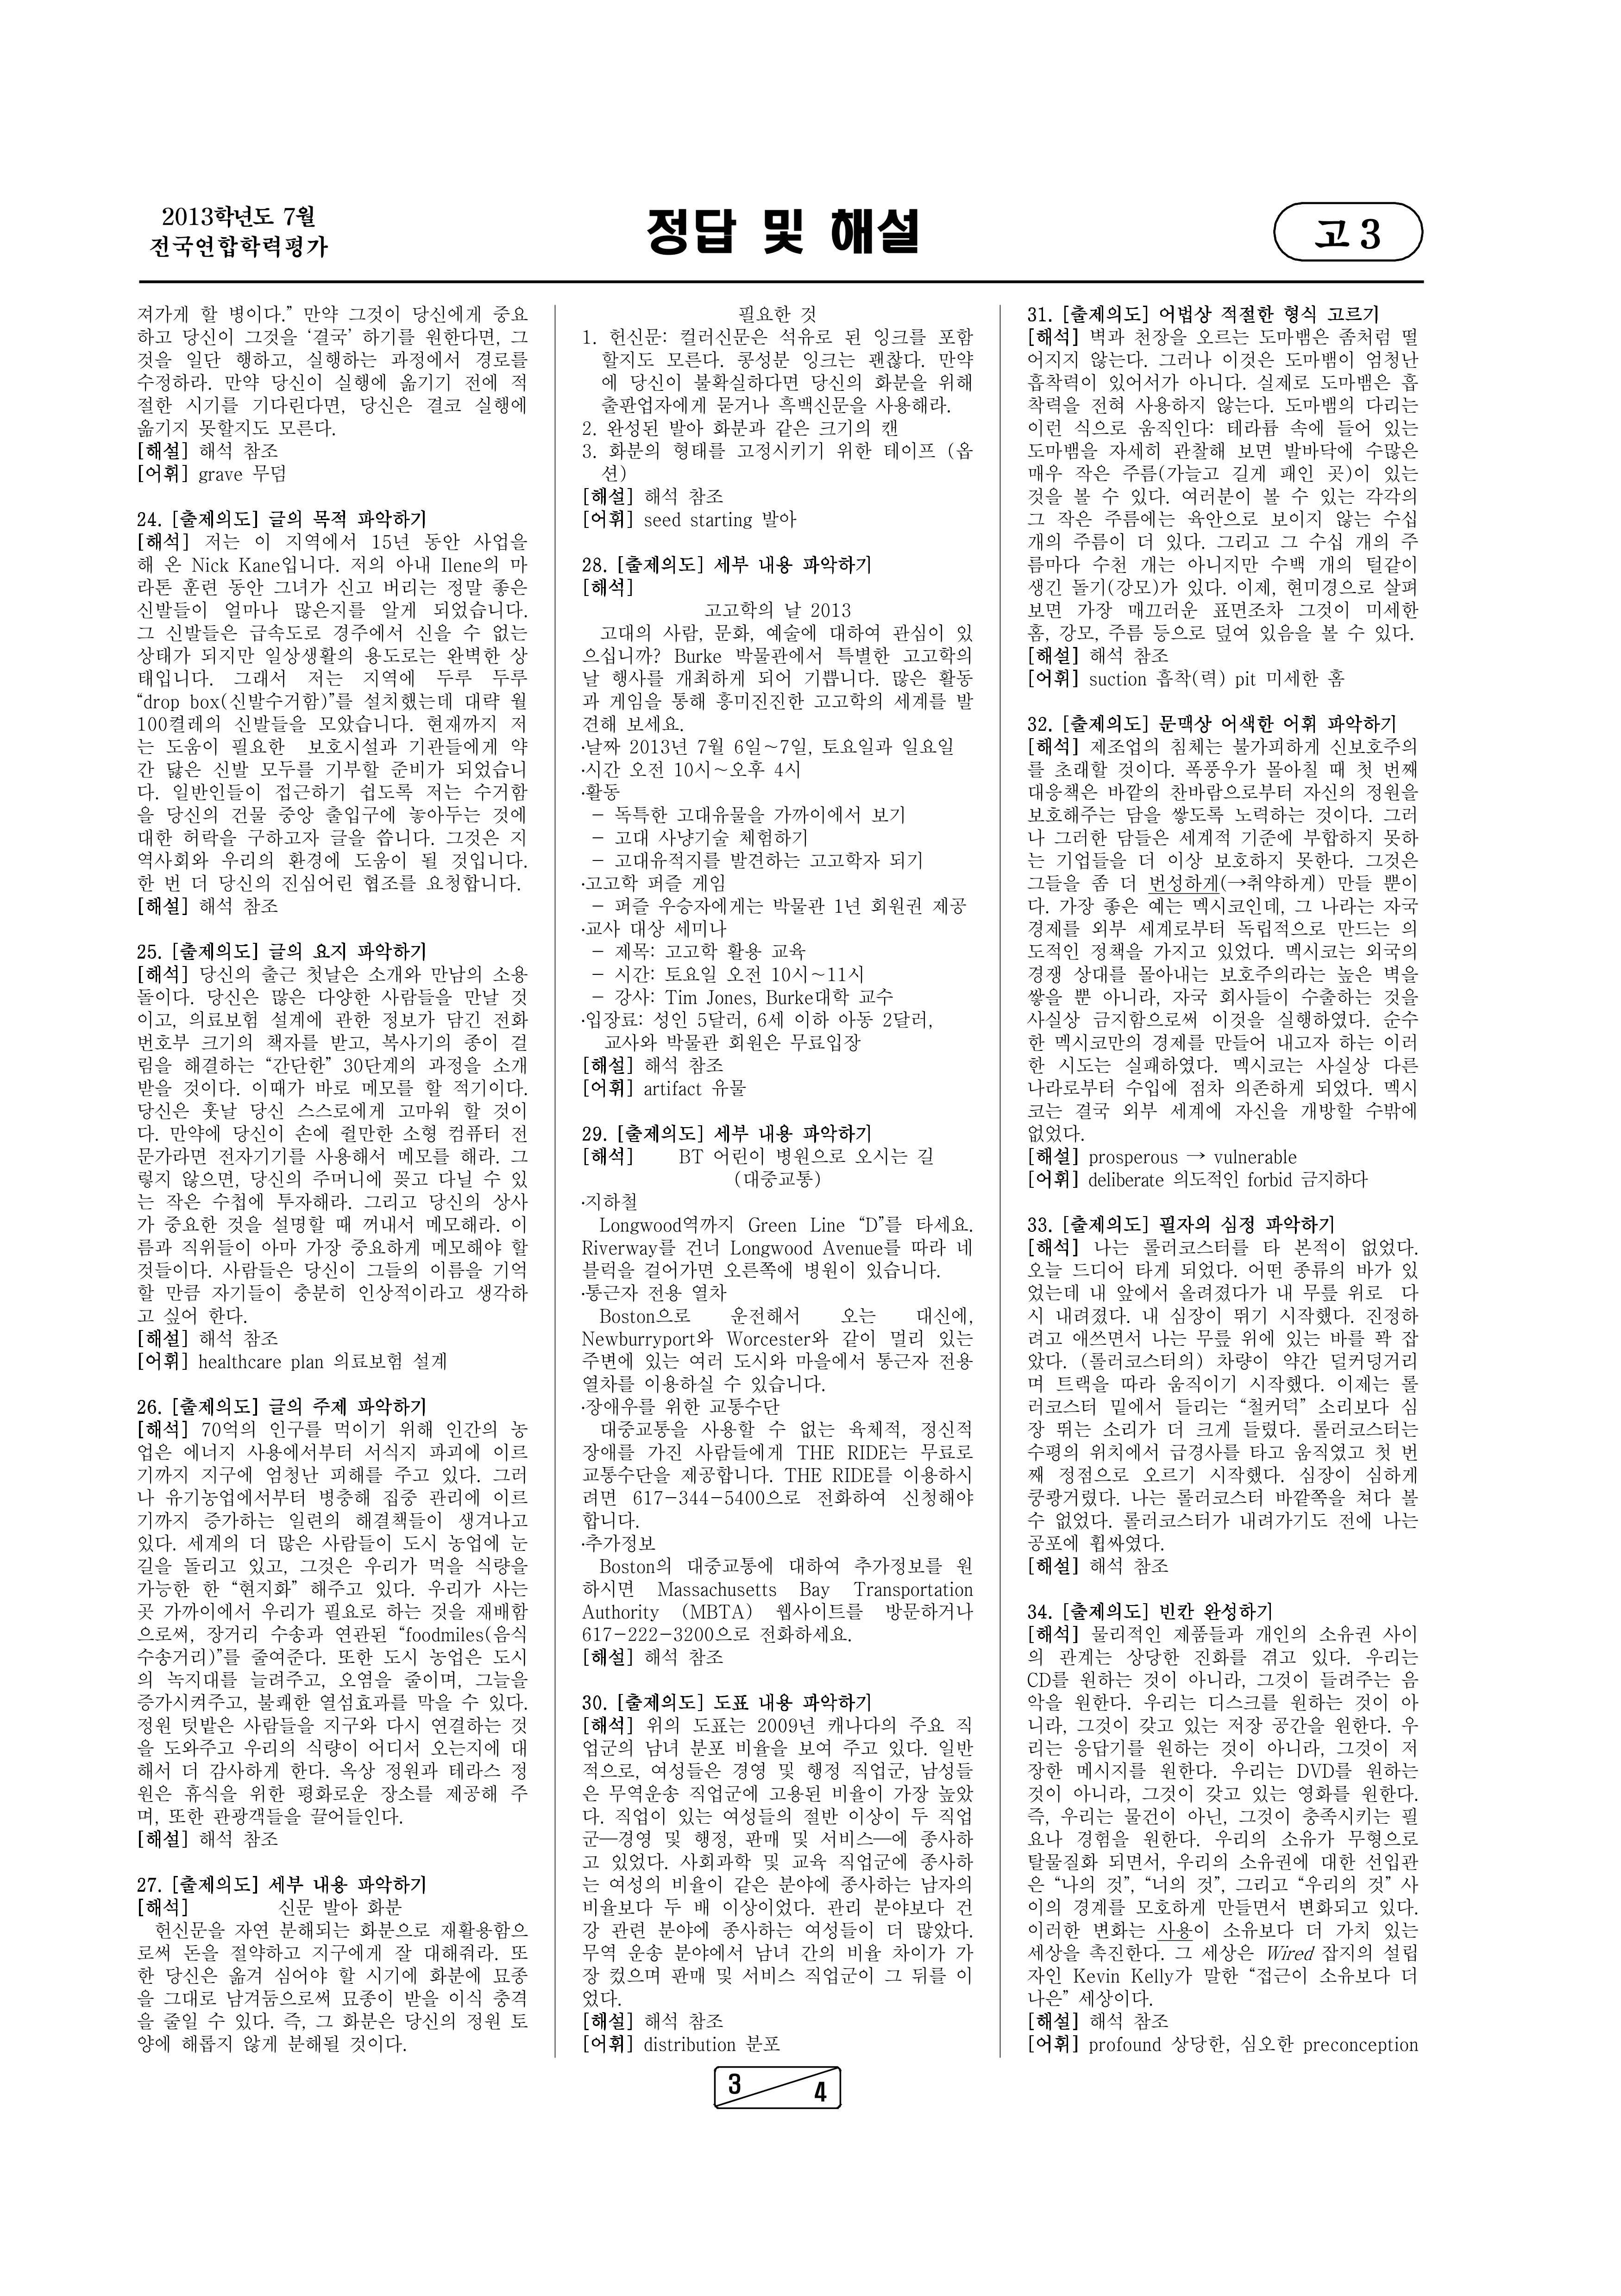 2013학년도 7월
전국연합학력평가
정답 및 해설
고 3
져가게 할 병이다.” 만약 그것이 당신에게 중요
하고 당신이 그것을 ‘결국’ 하기를 원한다면, 그
것을 일단 행하고, 실행하는 과정에서 경로를
수정하라. 만약 당신이 실행에 옮기기 전에 적
절한 시기를 기다린다면, 당신은 결코 실행에
옮기지 못할지도 모른다.
[해설] 해석 참조
[어휘] grave 무덤
24. [출제의도] 글의 목적 파악하기
[해석] 저는 이 지역에서 15년 동안 사업을
해 온 Nick Kane입니다. 저의 아내 Ilene의 마
라톤 훈련 동안 그녀가 신고 버리는 정말 좋은
신발들이 얼마나 많은지를 알게 되었습니다.
그 신발들은 급속도로 경주에서 신을 수 없는
상태가 되지만 일상생활의 용도로는 완벽한 상
태입니다. 그래서 저는 지역에 두루 두루
“drop box(신발수거함)”를 설치했는데 대략 월
100켤레의 신발들을 모았습니다. 현재까지 저
는 도움이 필요한 보호시설과 기관들에게 약
간 닳은 신발 모두를 기부할 준비가 되었습니
다. 일반인들이 접근하기 쉽도록 저는 수거함
을 당신의 건물 중앙 출입구에 놓아두는 것에
대한 허락을 구하고자 글을 씁니다. 그것은 지
역사회와 우리의 환경에 도움이 될 것입니다.
한 번 더 당신의 진심어린 협조를 요청합니다.
[해설] 해석 참조
25. [출제의도] 글의 요지 파악하기
[해석] 당신의 출근 첫날은 소개와 만남의 소용
돌이다. 당신은 많은 다양한 사람들을 만날 것
이고, 의료보험 설계에 관한 정보가 담긴 전화
번호부 크기의 책자를 받고, 복사기의 종이 걸
림을 해결하는 “간단한” 30단계의 과정을 소개
받을 것이다. 이때가 바로 메모를 할 적기이다.
당신은 훗날 당신 스스로에게 고마워 할 것이
다. 만약에 당신이 손에 쥘만한 소형 컴퓨터 전
문가라면 전자기기를 사용해서 메모를 해라. 그
렇지 않으면, 당신의 주머니에 꽂고 다닐 수 있
는 작은 수첩에 투자해라. 그리고 당신의 상사
가 중요한 것을 설명할 때 꺼내서 메모해라. 이
름과 직위들이 아마 가장 중요하게 메모해야 할
것들이다. 사람들은 당신이 그들의 이름을 기억
할 만큼 자기들이 충분히 인상적이라고 생각하
고 싶어 한다.
[해설] 해석 참조
[어휘] healthcare plan 의료보험 설계
26. [출제의도] 글의 주제 파악하기
[해석] 70억의 인구를 먹이기 위해 인간의 농
업은 에너지 사용에서부터 서식지 파괴에 이르
기까지 지구에 엄청난 피해를 주고 있다. 그러
나 유기농업에서부터 병충해 집중 관리에 이르
기까지 증가하는 일련의 해결책들이 생겨나고
있다. 세계의 더 많은 사람들이 도시 농업에 눈
길을 돌리고 있고, 그것은 우리가 먹을 식량을
가능한 한 “현지화” 해주고 있다. 우리가 사는
곳 가까이에서 우리가 필요로 하는 것을 재배함
으로써, 장거리 수송과 연관된 “foodmiles(음식
수송거리)”를 줄여준다. 또한 도시 농업은 도시
의 녹지대를 늘려주고, 오염을 줄이며, 그늘을
증가시켜주고, 불쾌한 열섬효과를 막을 수 있다.
정원 텃밭은 사람들을 지구와 다시 연결하는 것
을 도와주고 우리의 식량이 어디서 오는지에 대
해서 더 감사하게 한다. 옥상 정원과 테라스 정
원은 휴식을 위한 평화로운 장소를 제공해 주
며, 또한 관광객들을 끌어들인다.
[해설] 해석 참조
27. [출제의도] 세부 내용 파악하기
[해석] 신문 발아 화분
헌신문을 자연 분해되는 화분으로 재활용함으
로써 돈을 절약하고 지구에게 잘 대해줘라. 또
한 당신은 옮겨 심어야 할 시기에 화분에 묘종
을 그대로 남겨둠으로써 묘종이 받을 이식 충격
을 줄일 수 있다. 즉, 그 화분은 당신의 정원 토
양에 해롭지 않게 분해될 것이다.
필요한 것
1. 헌신문: 컬러신문은 석유로 된 잉크를 포함
할지도 모른다. 콩성분 잉크는 괜찮다. 만약
에 당신이 불확실하다면 당신의 화분을 위해
출판업자에게 묻거나 흑백신문을 사용해라.
2. 완성된 발아 화분과 같은 크기의 캔
3. 화분의 형태를 고정시키기 위한 테이프 (옵
션)
[해설] 해석 참조
[어휘] seed starting 발아
28. [출제의도] 세부 내용 파악하기
[해석]
고고학의 날 2013
고대의 사람, 문화, 예술에 대하여 관심이 있
으십니까? Burke 박물관에서 특별한 고고학의
날 행사를 개최하게 되어 기쁩니다. 많은 활동
과 게임을 통해 흥미진진한 고고학의 세계를 발
견해 보세요.
·날짜 2013년 7월 6일~7일, 토요일과 일요일
·시간 오전 10시~오후 4시
·활동
- 독특한 고대유물을 가까이에서 보기
- 고대 사냥기술 체험하기
- 고대유적지를 발견하는 고고학자 되기
·고고학 퍼즐 게임
- 퍼즐 우승자에게는 박물관 1년 회원권 제공
·교사 대상 세미나
- 제목: 고고학 활용 교육
- 시간: 토요일 오전 10시~11시
- 강사: Tim Jones, Burke대학 교수
·입장료: 성인 5달러, 6세 이하 아동 2달러,
교사와 박물관 회원은 무료입장
[해설] 해석 참조
[어휘] artifact 유물
29. [출제의도] 세부 내용 파악하기
[해석] BT 어린이 병원으로 오시는 길
(대중교통)
·지하철
Longwood역까지 Green Line “D”를 타세요.
Riverway를 건너 Longwood Avenue를 따라 네
블럭을 걸어가면 오른쪽에 병원이 있습니다.
·통근자 전용 열차
Boston으로 운전해서 오는 대신에,
Newburryport와 Worcester와 같이 멀리 있는
주변에 있는 여러 도시와 마을에서 통근자 전용
열차를 이용하실 수 있습니다.
·장애우를 위한 교통수단
대중교통을 사용할 수 없는 육체적, 정신적
장애를 가진 사람들에게 THE RIDE는 무료로
교통수단을 제공합니다. THE RIDE를 이용하시
려면 617-344-5400으로 전화하여 신청해야
합니다.
·추가정보
Boston의 대중교통에 대하여 추가정보를 원
하시면 Massachusetts Bay Transportation
Authority (MBTA) 웹사이트를 방문하거나
617-222-3200으로 전화하세요.
[해설] 해석 참조
30. [출제의도] 도표 내용 파악하기
[해석] 위의 도표는 2009년 캐나다의 주요 직
업군의 남녀 분포 비율을 보여 주고 있다. 일반
적으로, 여성들은 경영 및 행정 직업군, 남성들
은 무역운송 직업군에 고용된 비율이 가장 높았
다. 직업이 있는 여성들의 절반 이상이 두 직업
군—경영 및 행정, 판매 및 서비스—에 종사하
고 있었다. 사회과학 및 교육 직업군에 종사하
는 여성의 비율이 같은 분야에 종사하는 남자의
비율보다 두 배 이상이었다. 관리 분야보다 건
강 관련 분야에 종사하는 여성들이 더 많았다.
무역 운송 분야에서 남녀 간의 비율 차이가 가
장 컸으며 판매 및 서비스 직업군이 그 뒤를 이
었다.
[해설] 해석 참조
[어휘] distribution 분포
31. [출제의도] 어법상 적절한 형식 고르기
[해석] 벽과 천장을 오르는 도마뱀은 좀처럼 떨
어지지 않는다. 그러나 이것은 도마뱀이 엄청난
흡착력이 있어서가 아니다. 실제로 도마뱀은 흡
착력을 전혀 사용하지 않는다. 도마뱀의 다리는
이런 식으로 움직인다: 테라륨 속에 들어 있는
도마뱀을 자세히 관찰해 보면 발바닥에 수많은
매우 작은 주름(가늘고 길게 패인 곳)이 있는
것을 볼 수 있다. 여러분이 볼 수 있는 각각의
그 작은 주름에는 육안으로 보이지 않는 수십
개의 주름이 더 있다. 그리고 그 수십 개의 주
름마다 수천 개는 아니지만 수백 개의 털같이
생긴 돌기(강모)가 있다. 이제, 현미경으로 살펴
보면 가장 매끄러운 표면조차 그것이 미세한
홈, 강모, 주름 등으로 덮여 있음을 볼 수 있다.
[해설] 해석 참조
[어휘] suction 흡착(력) pit 미세한 홈
32. [출제의도] 문맥상 어색한 어휘 파악하기
[해석] 제조업의 침체는 불가피하게 신보호주의
를 초래할 것이다. 폭풍우가 몰아칠 때 첫 번째
대응책은 바깥의 찬바람으로부터 자신의 정원을
보호해주는 담을 쌓도록 노력하는 것이다. 그러
나 그러한 담들은 세계적 기준에 부합하지 못하
는 기업들을 더 이상 보호하지 못한다. 그것은
그들을 좀 더 번성하게(→취약하게) 만들 뿐이
다. 가장 좋은 예는 멕시코인데, 그 나라는 자국
경제를 외부 세계로부터 독립적으로 만드는 의
도적인 정책을 가지고 있었다. 멕시코는 외국의
경쟁 상대를 몰아내는 보호주의라는 높은 벽을
쌓을 뿐 아니라, 자국 회사들이 수출하는 것을
사실상 금지함으로써 이것을 실행하였다. 순수
한 멕시코만의 경제를 만들어 내고자 하는 이러
한 시도는 실패하였다. 멕시코는 사실상 다른
나라로부터 수입에 점차 의존하게 되었다. 멕시
코는 결국 외부 세계에 자신을 개방할 수밖에
없었다.
[해설] prosperous → vulnerable
[어휘] deliberate 의도적인 forbid 금지하다
33. [출제의도] 필자의 심정 파악하기
[해석] 나는 롤러코스터를 타 본적이 없었다.
오늘 드디어 타게 되었다. 어떤 종류의 바가 있
었는데 내 앞에서 올려졌다가 내 무릎 위로 다
시 내려졌다. 내 심장이 뛰기 시작했다. 진정하
려고 애쓰면서 나는 무릎 위에 있는 바를 꽉 잡
았다. (롤러코스터의) 차량이 약간 덜커덩거리
며 트랙을 따라 움직이기 시작했다. 이제는 롤
러코스터 밑에서 들리는 “철커덕” 소리보다 심
장 뛰는 소리가 더 크게 들렸다. 롤러코스터는
수평의 위치에서 급경사를 타고 움직였고 첫 번
째 정점으로 오르기 시작했다. 심장이 심하게
쿵쾅거렸다. 나는 롤러코스터 바깥쪽을 쳐다 볼
수 없었다. 롤러코스터가 내려가기도 전에 나는
공포에 휩싸였다.
[해설] 해석 참조
34. [출제의도] 빈칸 완성하기
[해석] 물리적인 제품들과 개인의 소유권 사이
의 관계는 상당한 진화를 겪고 있다. 우리는
CD를 원하는 것이 아니라, 그것이 들려주는 음
악을 원한다. 우리는 디스크를 원하는 것이 아
니라, 그것이 갖고 있는 저장 공간을 원한다. 우
리는 응답기를 원하는 것이 아니라, 그것이 저
장한 메시지를 원한다. 우리는 DVD를 원하는
것이 아니라, 그것이 갖고 있는 영화를 원한다.
즉, 우리는 물건이 아닌, 그것이 충족시키는 필
요나 경험을 원한다. 우리의 소유가 무형으로
탈물질화 되면서, 우리의 소유권에 대한 선입관
은 “나의 것”, “너의 것”, 그리고 “우리의 것” 사
이의 경계를 모호하게 만들면서 변화되고 있다.
이러한 변화는 사용이 소유보다 더 가치 있는
세상을 촉진한다. 그 세상은 Wired 잡지의 설립
자인 Kevin Kelly가 말한 “접근이 소유보다 더
나은” 세상이다.
[해설] 해석 참조
[어휘] profound 상당한, 심오한 preconception
3
4